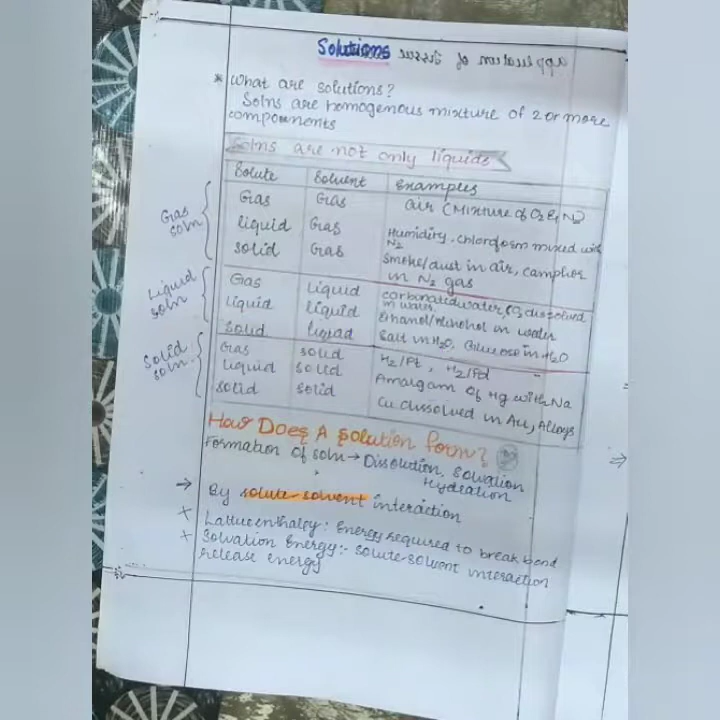 Solutions
* What are solutions?
Solns are homogenous mixture of 2 or more
components
Solns are not only liquids
Solute Solvent Examples
Gas soln
Gas Gas air (Mixture of O2 & N2)
liquid Gas Humidity, chloroform mixed with N2
solid Gas Smoke/dust in air, camphor in N2 gas
Liquid soln
Gas Liquid carbonated water, CO2 dissolved in water
Liquid liquid Ethanol/Alcohol in water
Solid liquid Salt in H2O, Glucose in H2O
Solid soln
Gas solid H2/Pt, H2/Pd
Liquid solid Amalgam of Hg with Na
Solid solid Cu dissolved in Au, Alloys
How Does A Solution form?
Formation of soln → Dissolution, Solvation
Hydration
→ By solute-solvent interaction
+ Lattice enthalpy: Energy required to break bond
+ Solvation Energy:- solute-solvent interaction
release energy